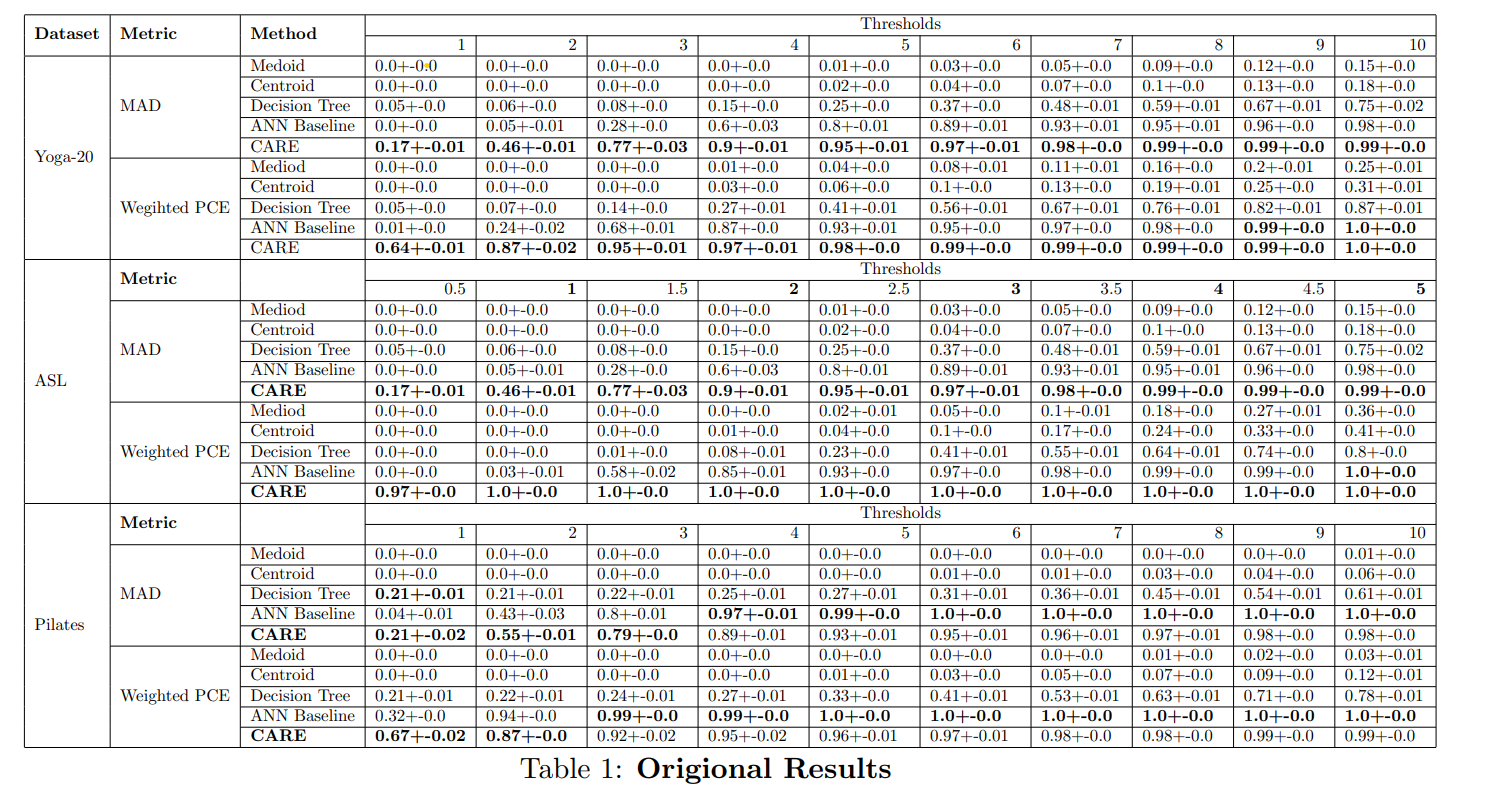 Dataset Metric Method Thresholds
1 2 3 4 5 6 7 8 9 10
Yoga-20 MAD Medoid 0.0+-0.0 0.0+-0.0 0.0+-0.0 0.0+-0.0 0.01+-0.0 0.03+-0.0 0.05+-0.0 0.09+-0.0 0.12+-0.0 0.15+-0.0
Centroid 0.0+-0.0 0.0+-0.0 0.0+-0.0 0.0+-0.0 0.02+-0.0 0.04+-0.0 0.07+-0.0 0.1+-0.0 0.13+-0.0 0.18+-0.0
Decision Tree 0.05+-0.0 0.06+-0.0 0.08+-0.0 0.15+-0.0 0.25+-0.0 0.37+-0.0 0.48+-0.01 0.59+-0.01 0.67+-0.01 0.75+-0.02
ANN Baseline 0.0+-0.0 0.05+-0.01 0.28+-0.0 0.6+-0.03 0.8+-0.01 0.89+-0.01 0.93+-0.01 0.95+-0.01 0.96+-0.0 0.98+-0.0
CARE 0.17+-0.01 0.46+-0.01 0.77+-0.03 0.9+-0.01 0.95+-0.01 0.97+-0.01 0.98+-0.0 0.99+-0.0 0.99+-0.0 0.99+-0.0
Wegihted PCE Mediod 0.0+-0.0 0.0+-0.0 0.0+-0.0 0.01+-0.0 0.04+-0.0 0.08+-0.01 0.11+-0.01 0.16+-0.0 0.2+-0.01 0.25+-0.01
Centroid 0.0+-0.0 0.0+-0.0 0.0+-0.0 0.03+-0.0 0.06+-0.0 0.1+-0.0 0.13+-0.0 0.19+-0.01 0.25+-0.0 0.31+-0.01
Decision Tree 0.05+-0.0 0.07+-0.0 0.14+-0.0 0.27+-0.01 0.41+-0.01 0.56+-0.01 0.67+-0.01 0.76+-0.01 0.82+-0.01 0.87+-0.01
ANN Baseline 0.01+-0.0 0.24+-0.02 0.68+-0.01 0.87+-0.0 0.93+-0.01 0.95+-0.0 0.97+-0.0 0.98+-0.0 0.99+-0.0 1.0+-0.0
CARE 0.64+-0.01 0.87+-0.02 0.95+-0.01 0.97+-0.01 0.98+-0.0 0.99+-0.0 0.99+-0.0 0.99+-0.0 0.99+-0.0 1.0+-0.0
ASL Metric Thresholds
0.5 1 1.5 2 2.5 3 3.5 4 4.5 5
MAD Mediod 0.0+-0.0 0.0+-0.0 0.0+-0.0 0.0+-0.0 0.01+-0.0 0.03+-0.0 0.05+-0.0 0.09+-0.0 0.12+-0.0 0.15+-0.0
Centroid 0.0+-0.0 0.0+-0.0 0.0+-0.0 0.0+-0.0 0.02+-0.0 0.04+-0.0 0.07+-0.0 0.1+-0.0 0.13+-0.0 0.18+-0.0
Decision Tree 0.05+-0.0 0.06+-0.0 0.08+-0.0 0.15+-0.0 0.25+-0.0 0.37+-0.0 0.48+-0.01 0.59+-0.01 0.67+-0.01 0.75+-0.02
ANN Baseline 0.0+-0.0 0.05+-0.01 0.28+-0.0 0.6+-0.03 0.8+-0.01 0.89+-0.01 0.93+-0.01 0.95+-0.01 0.96+-0.0 0.98+-0.0
CARE 0.17+-0.01 0.46+-0.01 0.77+-0.03 0.9+-0.01 0.95+-0.01 0.97+-0.01 0.98+-0.0 0.99+-0.0 0.99+-0.0 0.99+-0.0
Weighted PCE Mediod 0.0+-0.0 0.0+-0.0 0.0+-0.0 0.0+-0.0 0.02+-0.01 0.05+-0.0 0.1+-0.01 0.18+-0.0 0.27+-0.01 0.36+-0.0
Centroid 0.0+-0.0 0.0+-0.0 0.0+-0.0 0.01+-0.0 0.04+-0.0 0.1+-0.0 0.17+-0.0 0.24+-0.0 0.33+-0.0 0.41+-0.0
Decision Tree 0.0+-0.0 0.0+-0.0 0.01+-0.0 0.08+-0.01 0.23+-0.0 0.41+-0.01 0.55+-0.01 0.64+-0.01 0.74+-0.0 0.8+-0.0
ANN Baseline 0.0+-0.0 0.03+-0.01 0.58+-0.02 0.85+-0.01 0.93+-0.0 0.97+-0.0 0.98+-0.0 0.99+-0.0 0.99+-0.0 1.0+-0.0
CARE 0.97+-0.0 1.0+-0.0 1.0+-0.0 1.0+-0.0 1.0+-0.0 1.0+-0.0 1.0+-0.0 1.0+-0.0 1.0+-0.0 1.0+-0.0
Pilates Metric Thresholds
1 2 3 4 5 6 7 8 9 10
MAD Medoid 0.0+-0.0 0.0+-0.0 0.0+-0.0 0.0+-0.0 0.0+-0.0 0.0+-0.0 0.0+-0.0 0.0+-0.0 0.0+-0.0 0.01+-0.0
Centroid 0.0+-0.0 0.0+-0.0 0.0+-0.0 0.0+-0.0 0.0+-0.0 0.01+-0.0 0.01+-0.0 0.03+-0.0 0.04+-0.0 0.06+-0.0
Decision Tree 0.21+-0.01 0.21+-0.01 0.22+-0.01 0.25+-0.01 0.27+-0.01 0.31+-0.01 0.36+-0.01 0.45+-0.01 0.54+-0.01 0.61+-0.01
ANN Baseline 0.04+-0.01 0.43+-0.03 0.8+-0.01 0.97+-0.01 0.99+-0.0 1.0+-0.0 1.0+-0.0 1.0+-0.0 1.0+-0.0 1.0+-0.0
CARE 0.21+-0.02 0.55+-0.01 0.79+-0.0 0.89+-0.01 0.93+-0.01 0.95+-0.01 0.96+-0.01 0.97+-0.01 0.98+-0.0 0.98+-0.0
Weighted PCE Medoid 0.0+-0.0 0.0+-0.0 0.0+-0.0 0.0+-0.0 0.0+-0.0 0.0+-0.0 0.0+-0.0 0.01+-0.0 0.02+-0.0 0.03+-0.01
Centroid 0.0+-0.0 0.0+-0.0 0.0+-0.0 0.0+-0.0 0.01+-0.0 0.03+-0.0 0.05+-0.0 0.07+-0.0 0.09+-0.0 0.12+-0.01
Decision Tree 0.21+-0.01 0.22+-0.01 0.24+-0.01 0.27+-0.01 0.33+-0.0 0.41+-0.01 0.53+-0.01 0.63+-0.01 0.71+-0.0 0.78+-0.01
ANN Baseline 0.32+-0.0 0.94+-0.0 0.99+-0.0 0.99+-0.0 1.0+-0.0 1.0+-0.0 1.0+-0.0 1.0+-0.0 1.0+-0.0 1.0+-0.0
CARE 0.67+-0.02 0.87+-0.0 0.92+-0.02 0.95+-0.02 0.96+-0.01 0.97+-0.01 0.98+-0.0 0.98+-0.0 0.99+-0.0 0.99+-0.0
Table 1: Origional Results